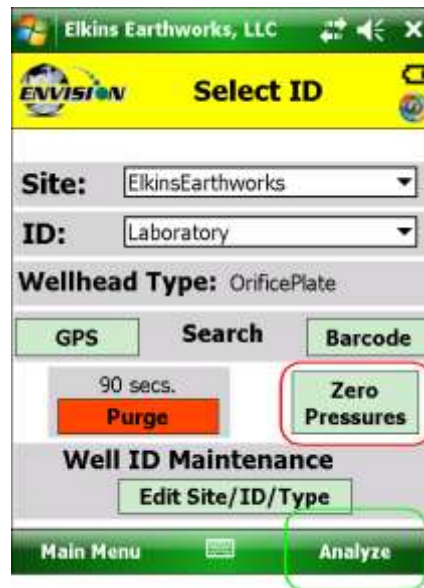 Elkins Earthworks, LLC
ENVISION
Select ID
Site: ElkinsEarthworks
ID: Laboratory
Wellhead Type: OrificePlate
GPS Search Barcode
90 secs.
Purge
Zero
Pressures
Well ID Maintenance
Edit Site/ID/Type
Main Menu Analyze